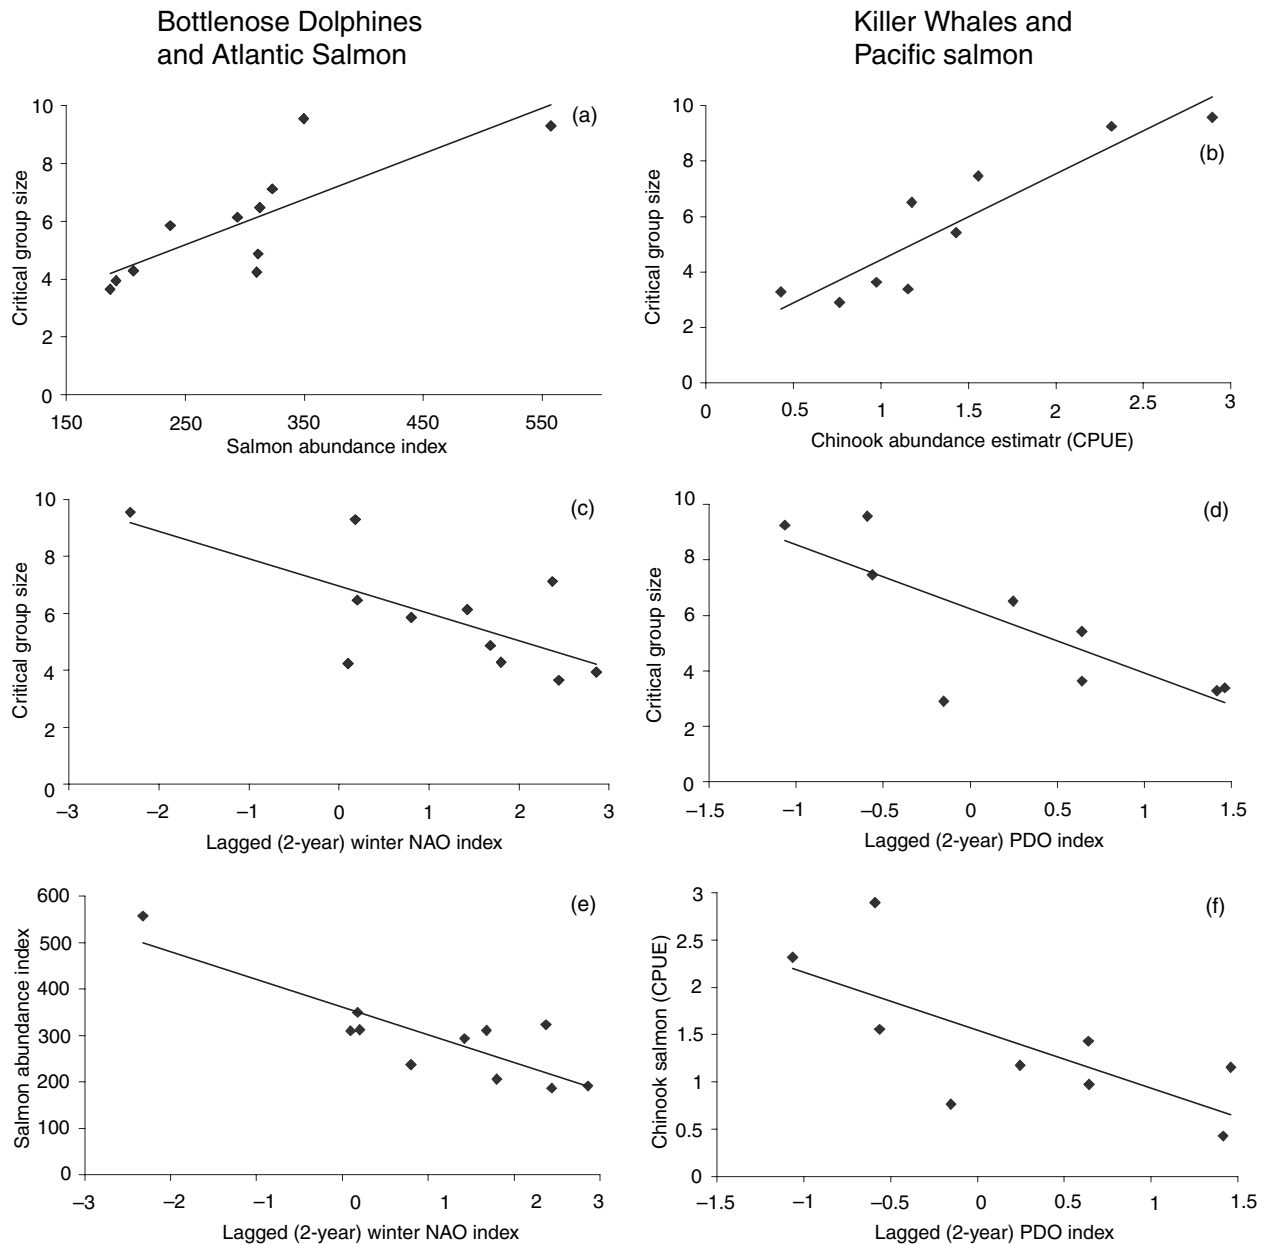 Bottlenose Dolphines
and Atlantic Salmon
Killer Whales and
Pacific salmon
(a)
Critical group size
10
8
6
4
2
0
150 250 350 450 550
Salmon abundance index
(b)
Critical group size
10
8
6
4
2
0
0 0.5 1 1.5 2 2.5 3
Chinook abundance estimatr (CPUE)
(c)
Critical group size
10
8
6
4
2
0
–3 –2 –1 0 1 2 3
Lagged (2-year) winter NAO index
(d)
Critical group size
10
8
6
4
2
0
–1.5 –1 –0.5 0 0.5 1 1.5
Lagged (2-year) PDO index
(e)
Salmon abundance index
600
500
400
300
200
100
0
–3 –2 –1 0 1 2 3
Lagged (2-year) winter NAO index
(f)
Chinook salmon (CPUE)
3
2.5
2
1.5
1
0.5
0
–1.5 –1 –0.5 0 0.5 1 1.5
Lagged (2-year) PDO index